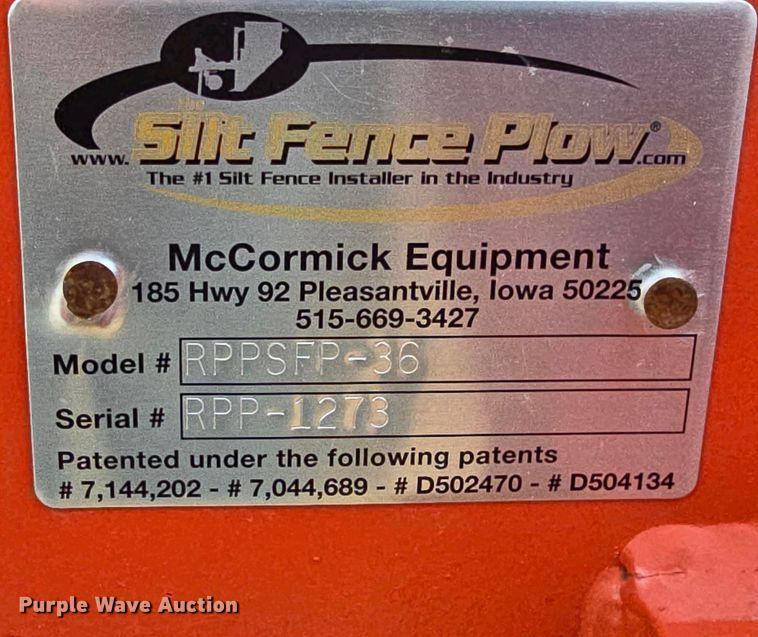 the
www.Silt Fence Plow®.com
The #1 Silt Fence Installer in the Industry
McCormick Equipment
185 Hwy 92 Pleasantville, Iowa 50225
515-669-3427
Model # RPPSFP-36
Serial # RPP-1273
Patented under the following patents
# 7,144,202 - # 7,044,689 - # D502470 - # D504134
Purple Wave Auction